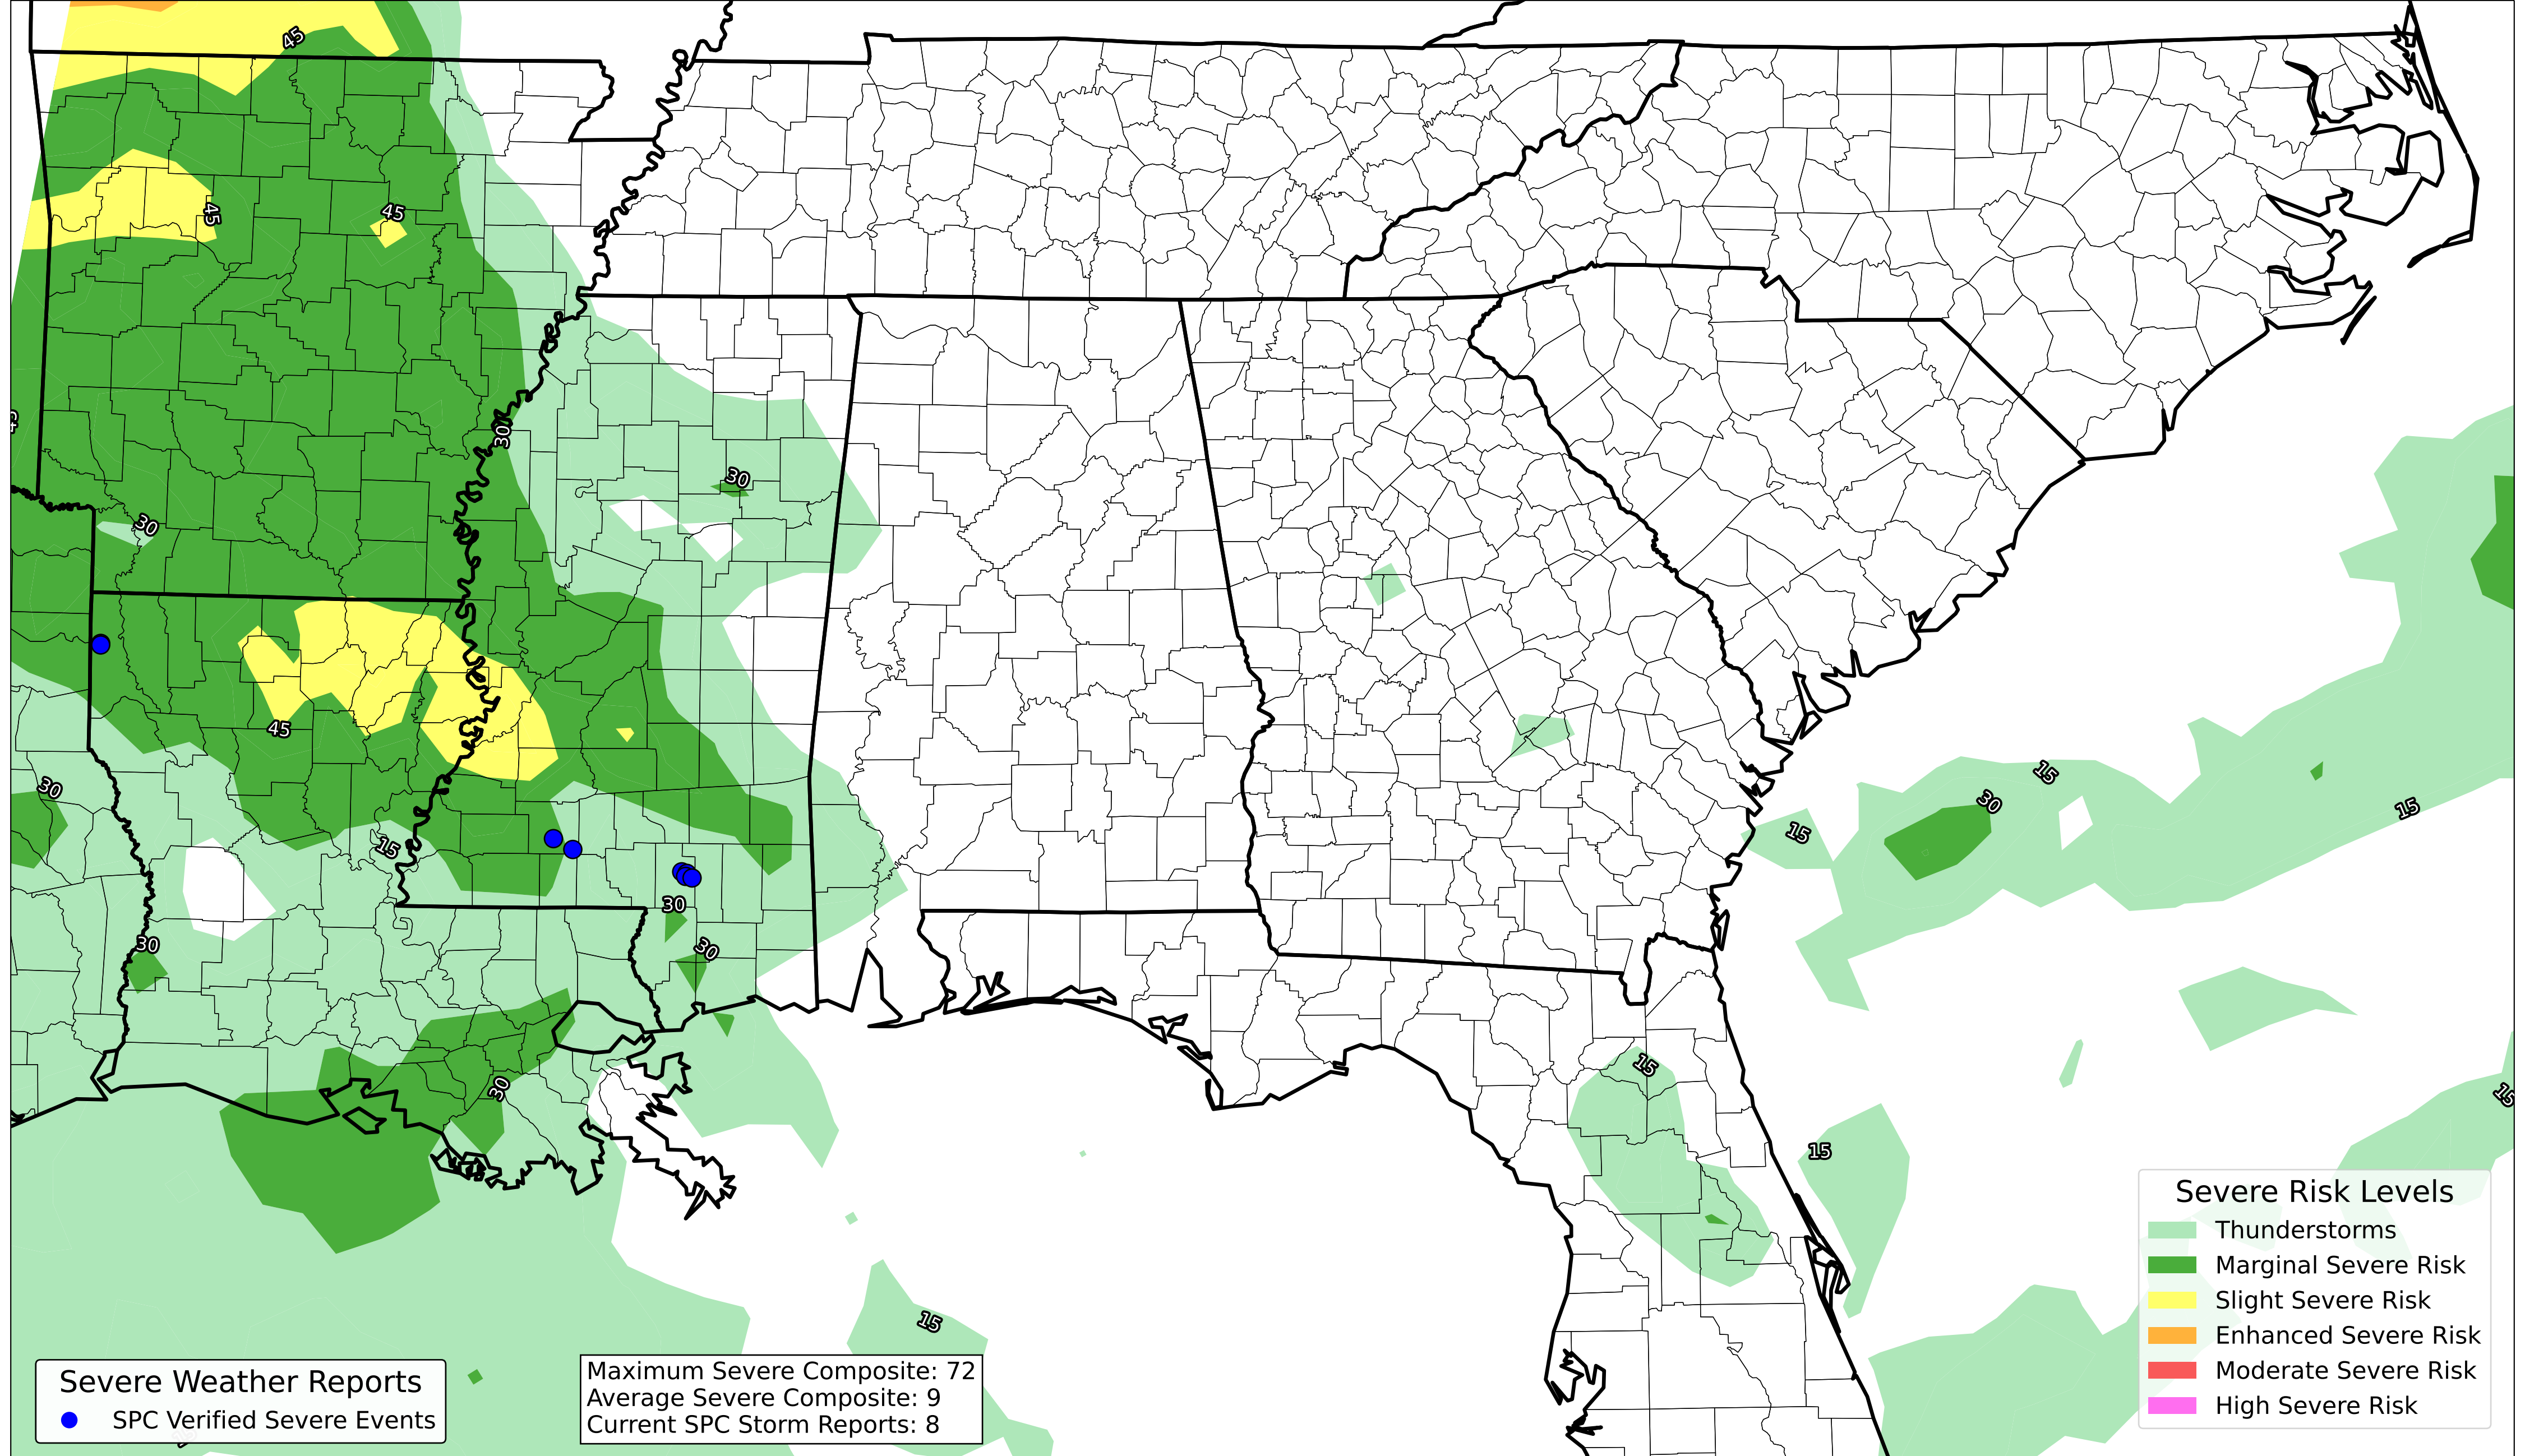 45
45
45
30
30
30
45
30
15
30
30
30
30
15
30
15
15
15
15
15
15
Severe Risk Levels
Thunderstorms
Marginal Severe Risk
Slight Severe Risk
Enhanced Severe Risk
Moderate Severe Risk
High Severe Risk
Severe Weather Reports
SPC Verified Severe Events
Maximum Severe Composite: 72
Average Severe Composite: 9
Current SPC Storm Reports: 8